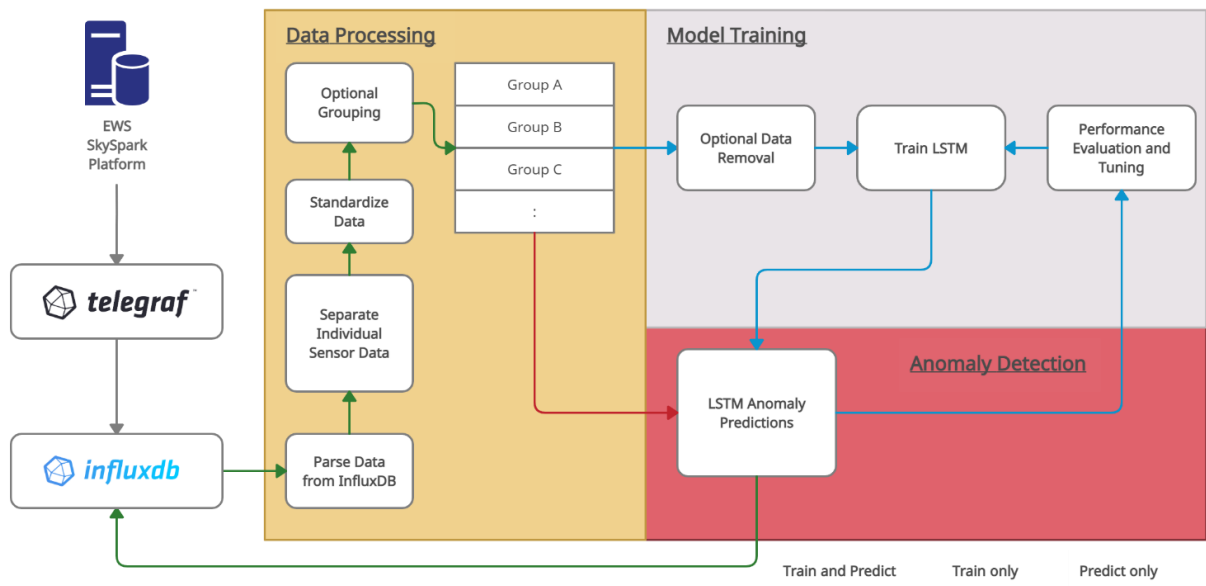 EWS
SkySpark
Platform
telegraf
influxdb
Data Processing
Optional
Grouping
Standardize
Data
Separate
Individual
Sensor Data
Parse Data
from InfluxDB
Group A
Group B
Group C
:
Model Training
Optional Data
Removal
Train LSTM
Performance
Evaluation and
Tuning
Anomaly Detection
LSTM Anomaly
Predictions
Train and Predict
Train only
Predict only